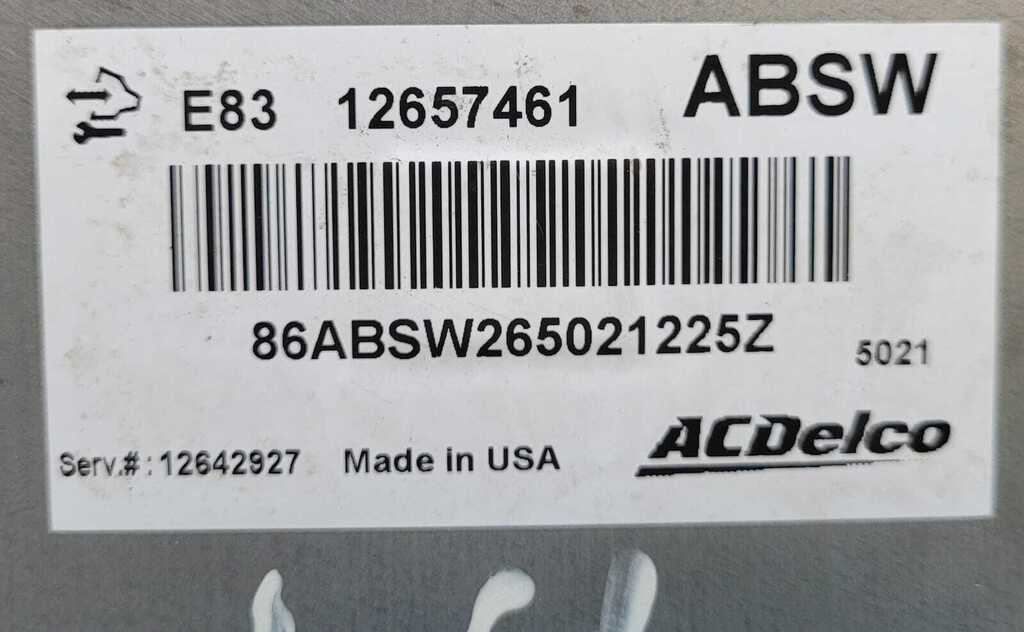 E83 12657461 ABSW
86ABSW265021225Z
5021
ACDelco
Serv.#: 12642927 Made in USA